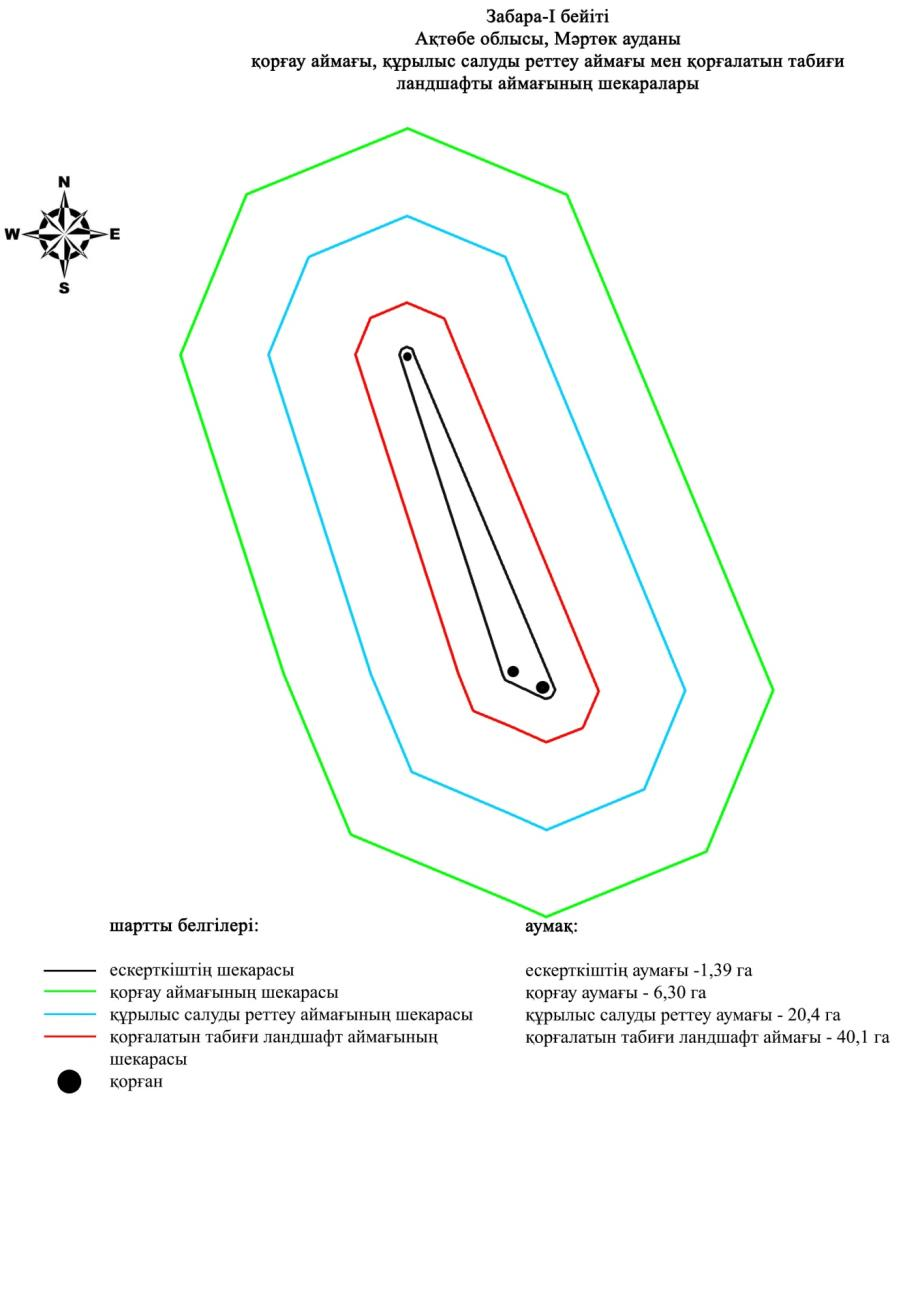 Забара-I бейіті
Ақтөбе облысы, Мәртөк ауданы
қорғау аймағы, құрылыс салуды реттеу аймағы мен қорғалатын табиғи
ландшафты аймағының шекаралары
N
W E
S
шартты белгілері:
ескерткіштің шекарасы
қорғау аймағының шекарасы
құрылыс салуды реттеу аймағының шекарасы
қорғалатын табиғи ландшафт аймағының
шекарасы
қорған
аумақ:
ескерткіштің аумағы -1,39 га
қорғау аумағы - 6,30 га
құрылыс салуды реттеу аумағы - 20,4 га
қорғалатын табиғи ландшафт аймағы - 40,1 га